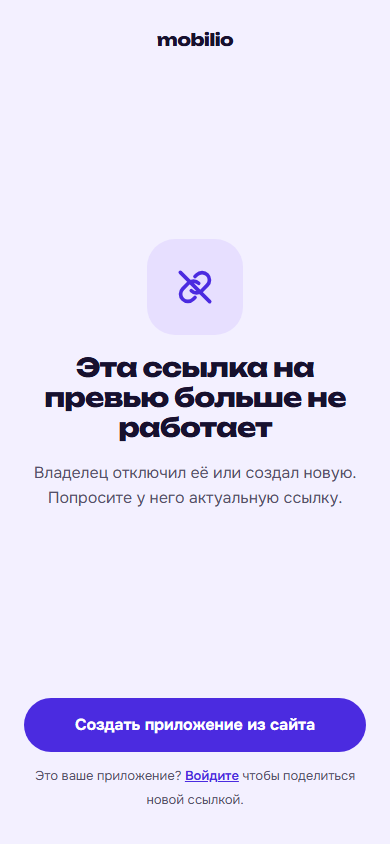 mobilio
Эта ссылка на
превью больше не
работает
Владелец отключил её или создал новую.
Попросите у него актуальную ссылку.
Создать приложение из сайта
Это ваше приложение? Войдите чтобы поделиться
новой ссылкой.